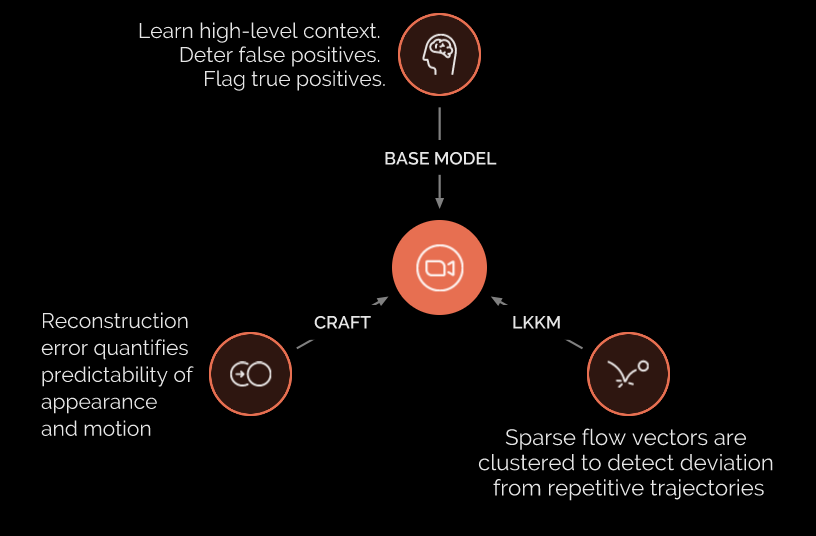 Learn high-level context.
Deter false positives.
Flag true positives.
BASE MODEL
CRAFT
LKKM
Reconstruction
error quantifies
predictability of
appearance
and motion
Sparse flow vectors are
clustered to detect deviation
from repetitive trajectories